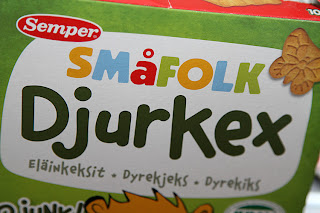 Semper
SMåFOLK
Djurkex
Eläinkeksit • Dyrekjeks • Dyrekiks